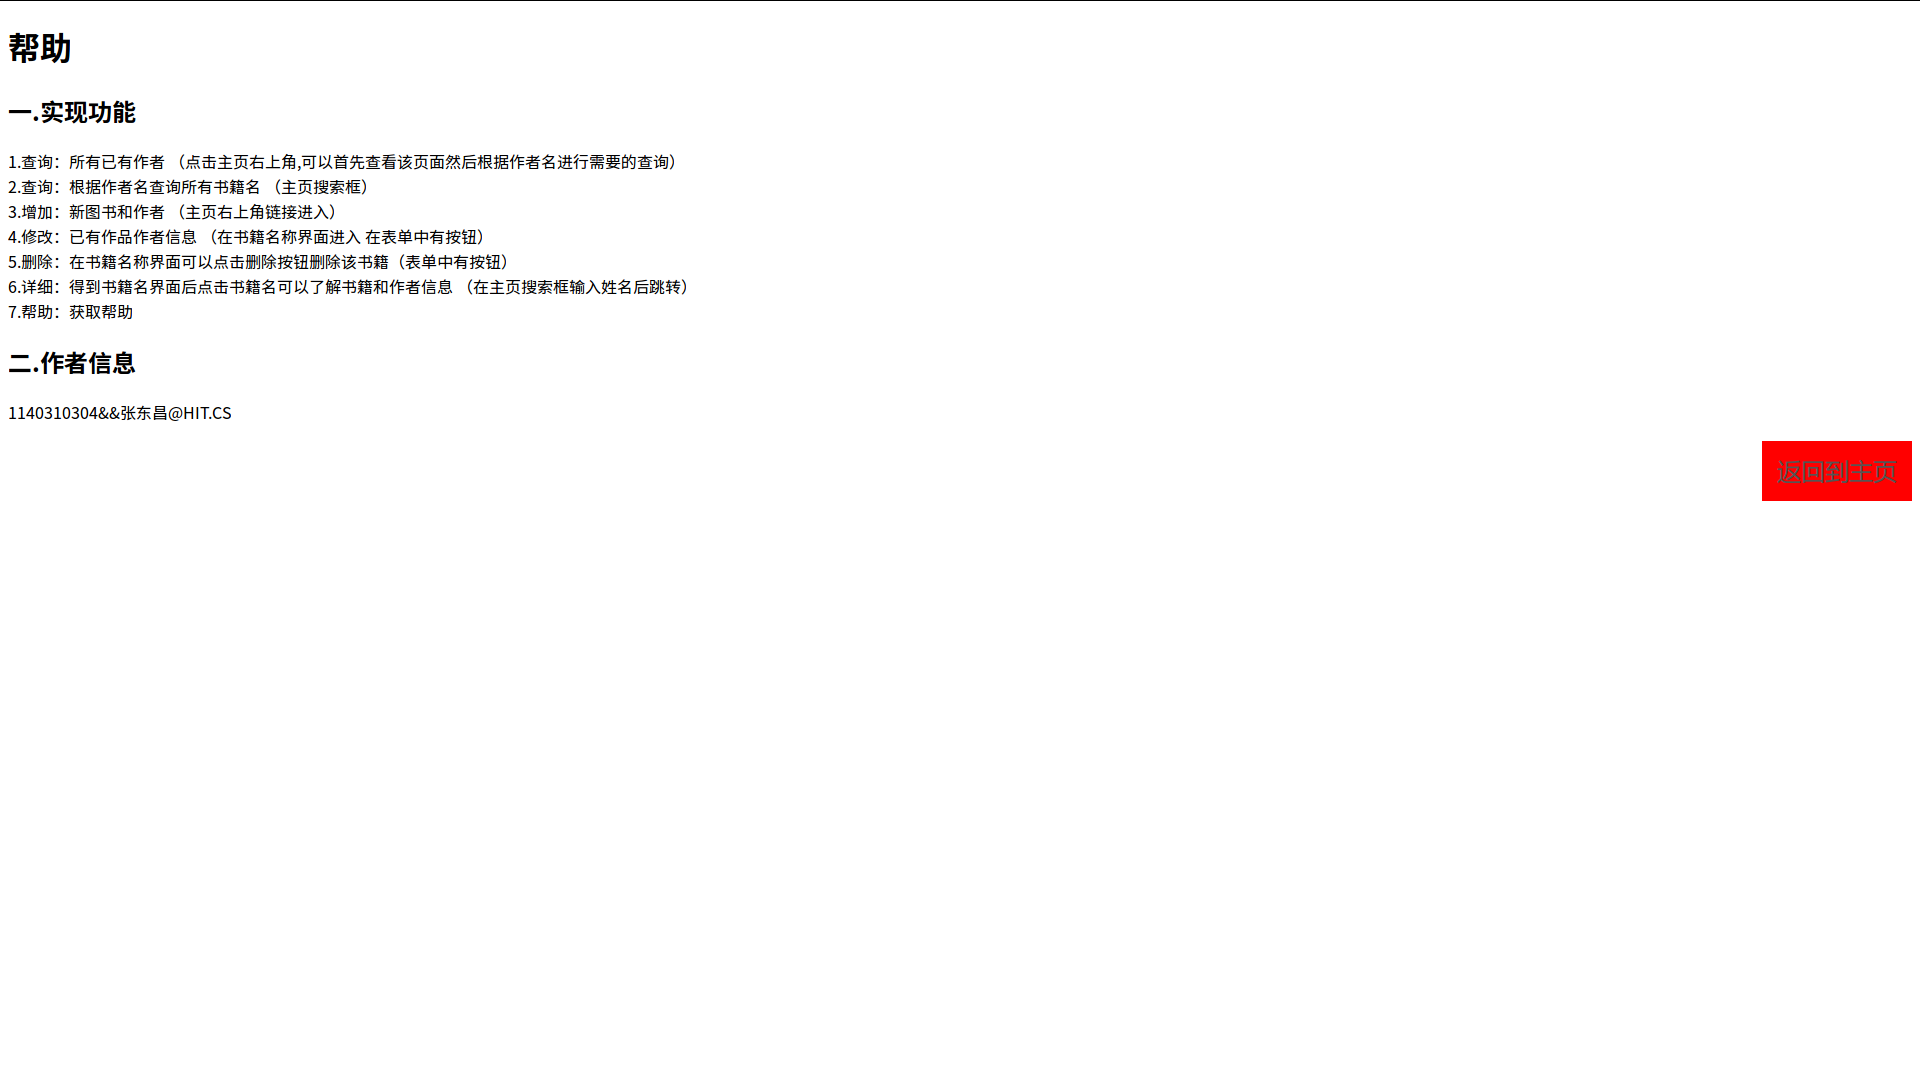 帮助
一.实现功能
1.查询：所有已有作者 （点击主页右上角,可以首先查看该页面然后根据作者名进行需要的查询）
2.查询：根据作者名查询所有书籍名 （主页搜索框）
3.增加：新图书和作者 （主页右上角链接进入）
4.修改：已有作品作者信息 （在书籍名称界面进入 在表单中有按钮）
5.删除：在书籍名称界面可以点击删除按钮删除该书籍（表单中有按钮）
6.详细：得到书籍名界面后点击书籍名可以了解书籍和作者信息 （在主页搜索框输入姓名后跳转）
7.帮助：获取帮助
二.作者信息
1140310304&&张东昌@HIT.CS
返回到主页